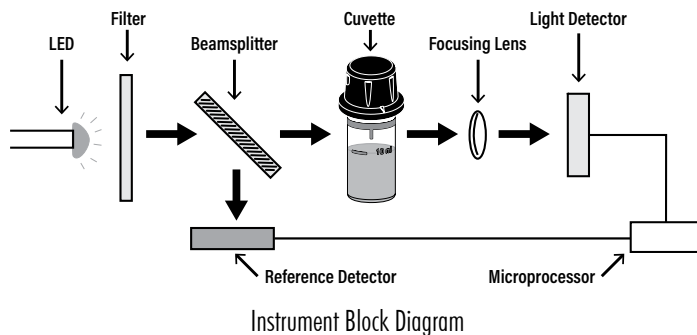 LED
Filter
Beamsplitter
Cuvette
Focusing Lens
Light Detector
10 ml
Reference Detector
Microprocessor
Instrument Block Diagram